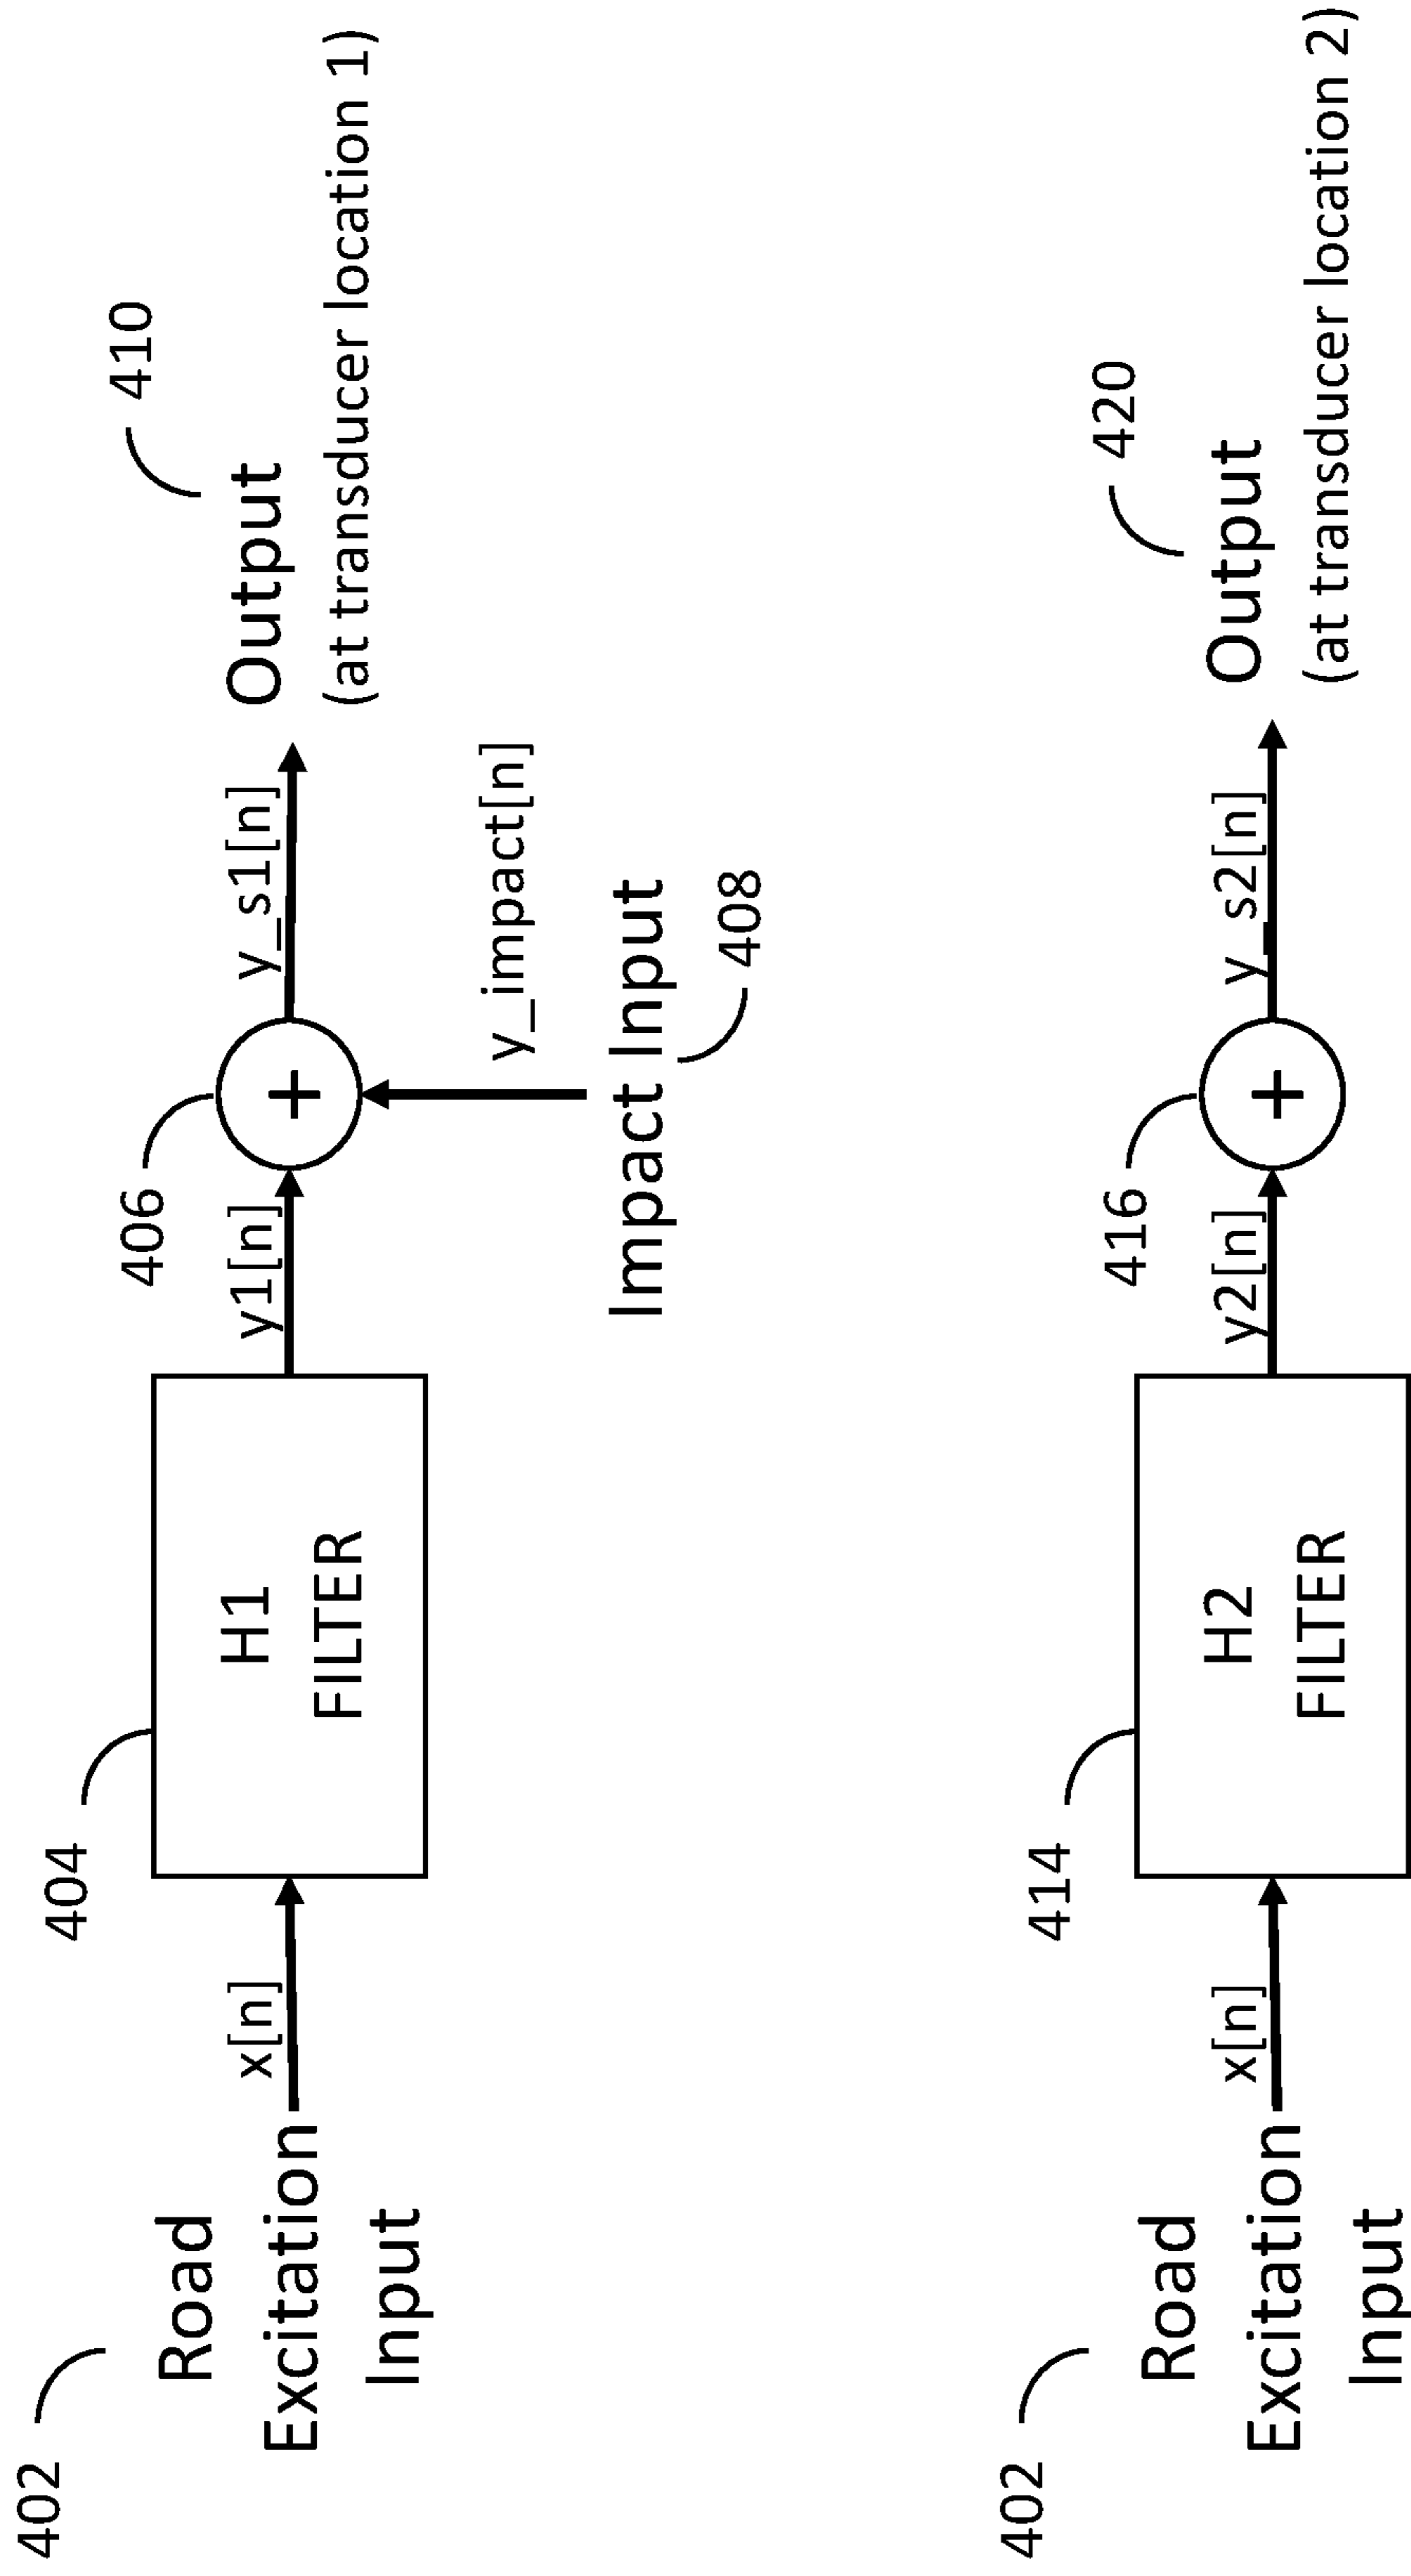 402
Road
Excitation
Input
x[n]
404
H1
FILTER
y1[n]
406
y_impact[n]
Impact Input
408
y_s1[n]
410
Output
(at transducer location 1)
402
Road
Excitation
Input
x[n]
414
H2
FILTER
y2[n]
416
+
y_s2[n]
420
Output
(at transducer location 2)